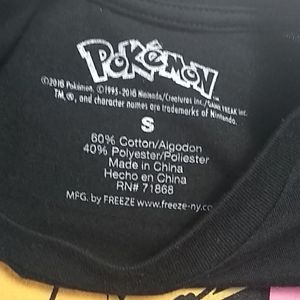 POKéMON
©2016 Pokémon. ©1995-2016 Nintendo/Creatures Inc./GAME FREAK inc.
TM, ®, and character names are trademarks of Nintendo.
S
60% Cotton/Algodon
40% Polyester/Poliester
Made in China
Hecho en China
RN# 71868
MFG. by FREEZE www.freeze-ny.co